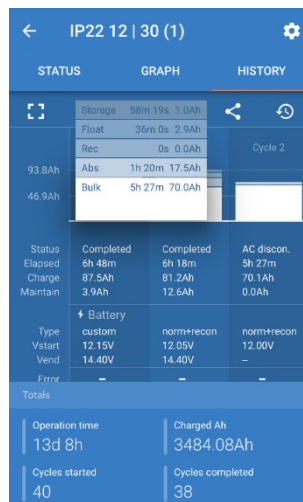 IP22 12 | 30 (1)
STATUS GRAPH HISTORY
Storage 58m 19s 1.0Ah
Float 36m 0s 2.9Ah
Rec 0s 0.0Ah
Abs 1h 20m 17.5Ah
Bulk 5h 27m 70.0Ah
Cycle 2
93.8Ah
46.9Ah
Status Completed Completed AC discon.
Elapsed 6h 48m 6h 18m 5h 27m
Charge 87.5Ah 81.2Ah 70.1Ah
Maintain 3.9Ah 12.6Ah 0.0Ah
Battery
Type custom norm+recon norm+recon
Vstart 12.15V 12.05V 12.00V
Vend 14.40V 14.40V –
Error – – –
Totals
Operation time Charged Ah
13d 8h 3484.08Ah
Cycles started Cycles completed
40 38